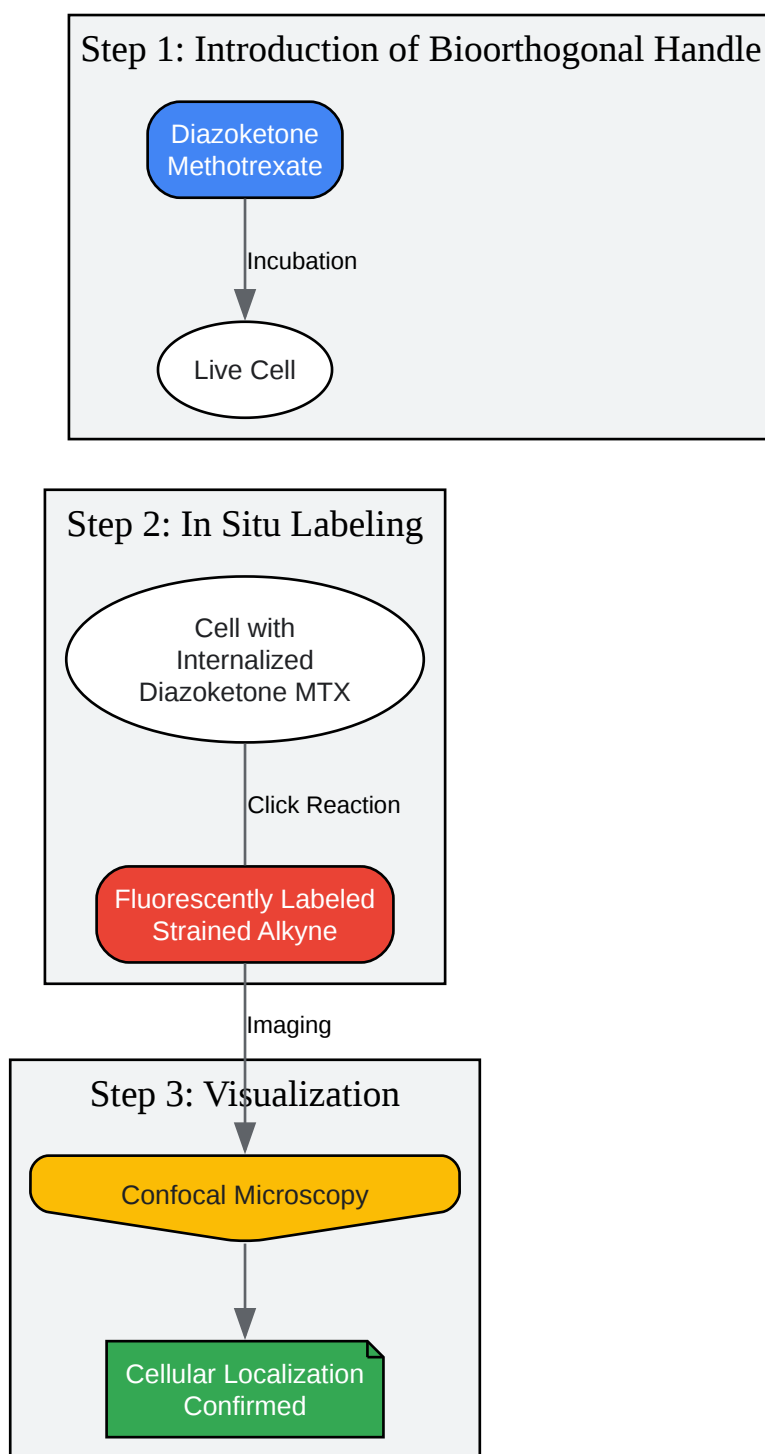 Step 1: Introduction of Bioorthogonal Handle
Diazoketone
Methotrexate
Incubation
Live Cell
Step 2: In Situ Labeling
Cell with
Internalized
Diazoketone MTX
Click Reaction
Fluorescently Labeled
Strained Alkyne
Imaging
Step 3: Visualization
Confocal Microscopy
Cellular Localization
Confirmed